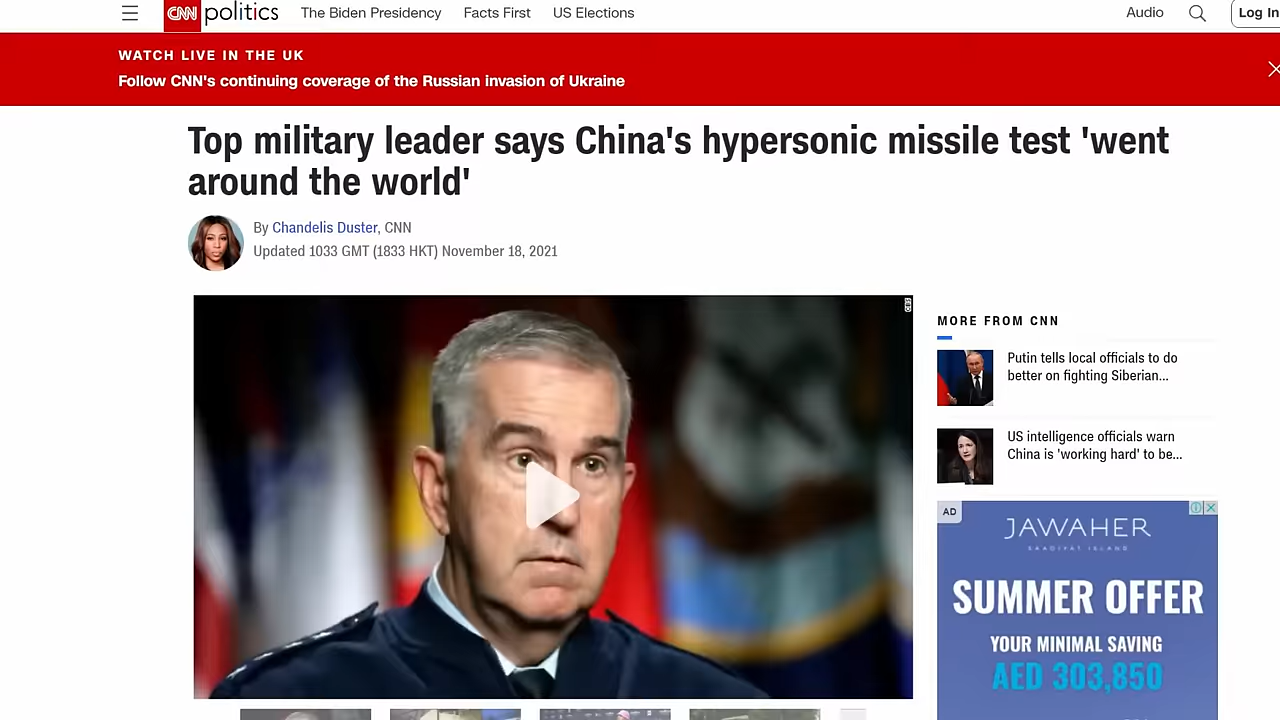 CNN politics The Biden Presidency Facts First US Elections Audio Log In
WATCH LIVE IN THE UK
Follow CNN's continuing coverage of the Russian invasion of Ukraine
Top military leader says China's hypersonic missile test 'went
around the world'
By Chandelis Duster, CNN
Updated 1033 GMT (1833 HKT) November 18, 2021
MORE FROM CNN
Putin tells local officials to do
better on fighting Siberian...
US intelligence officials warn
China is 'working hard' to be...
AD
JAWAHER
SAADIYAT ISLAND
SUMMER OFFER
YOUR MINIMAL SAVING
AED 303,850